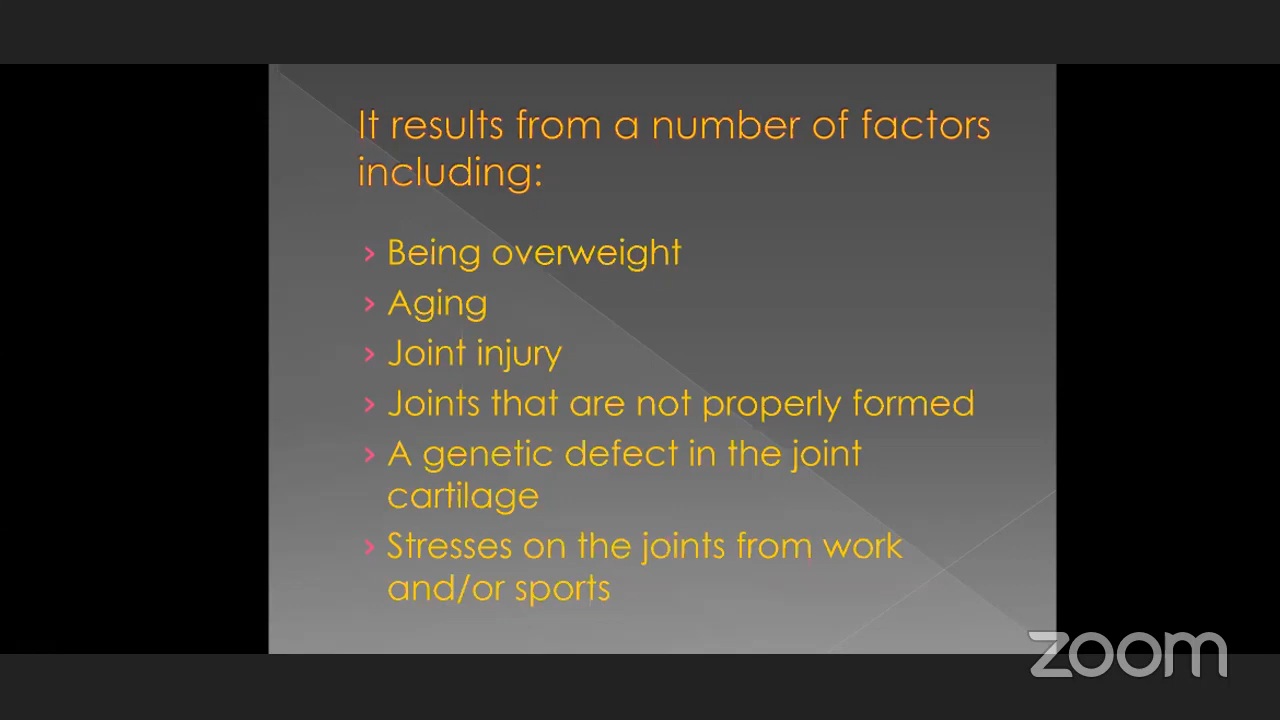 It results from a number of factors
including:
› Being overweight
› Aging
› Joint injury
› Joints that are not properly formed
› A genetic defect in the joint
cartilage
› Stresses on the joints from work
and/or sports
zoom